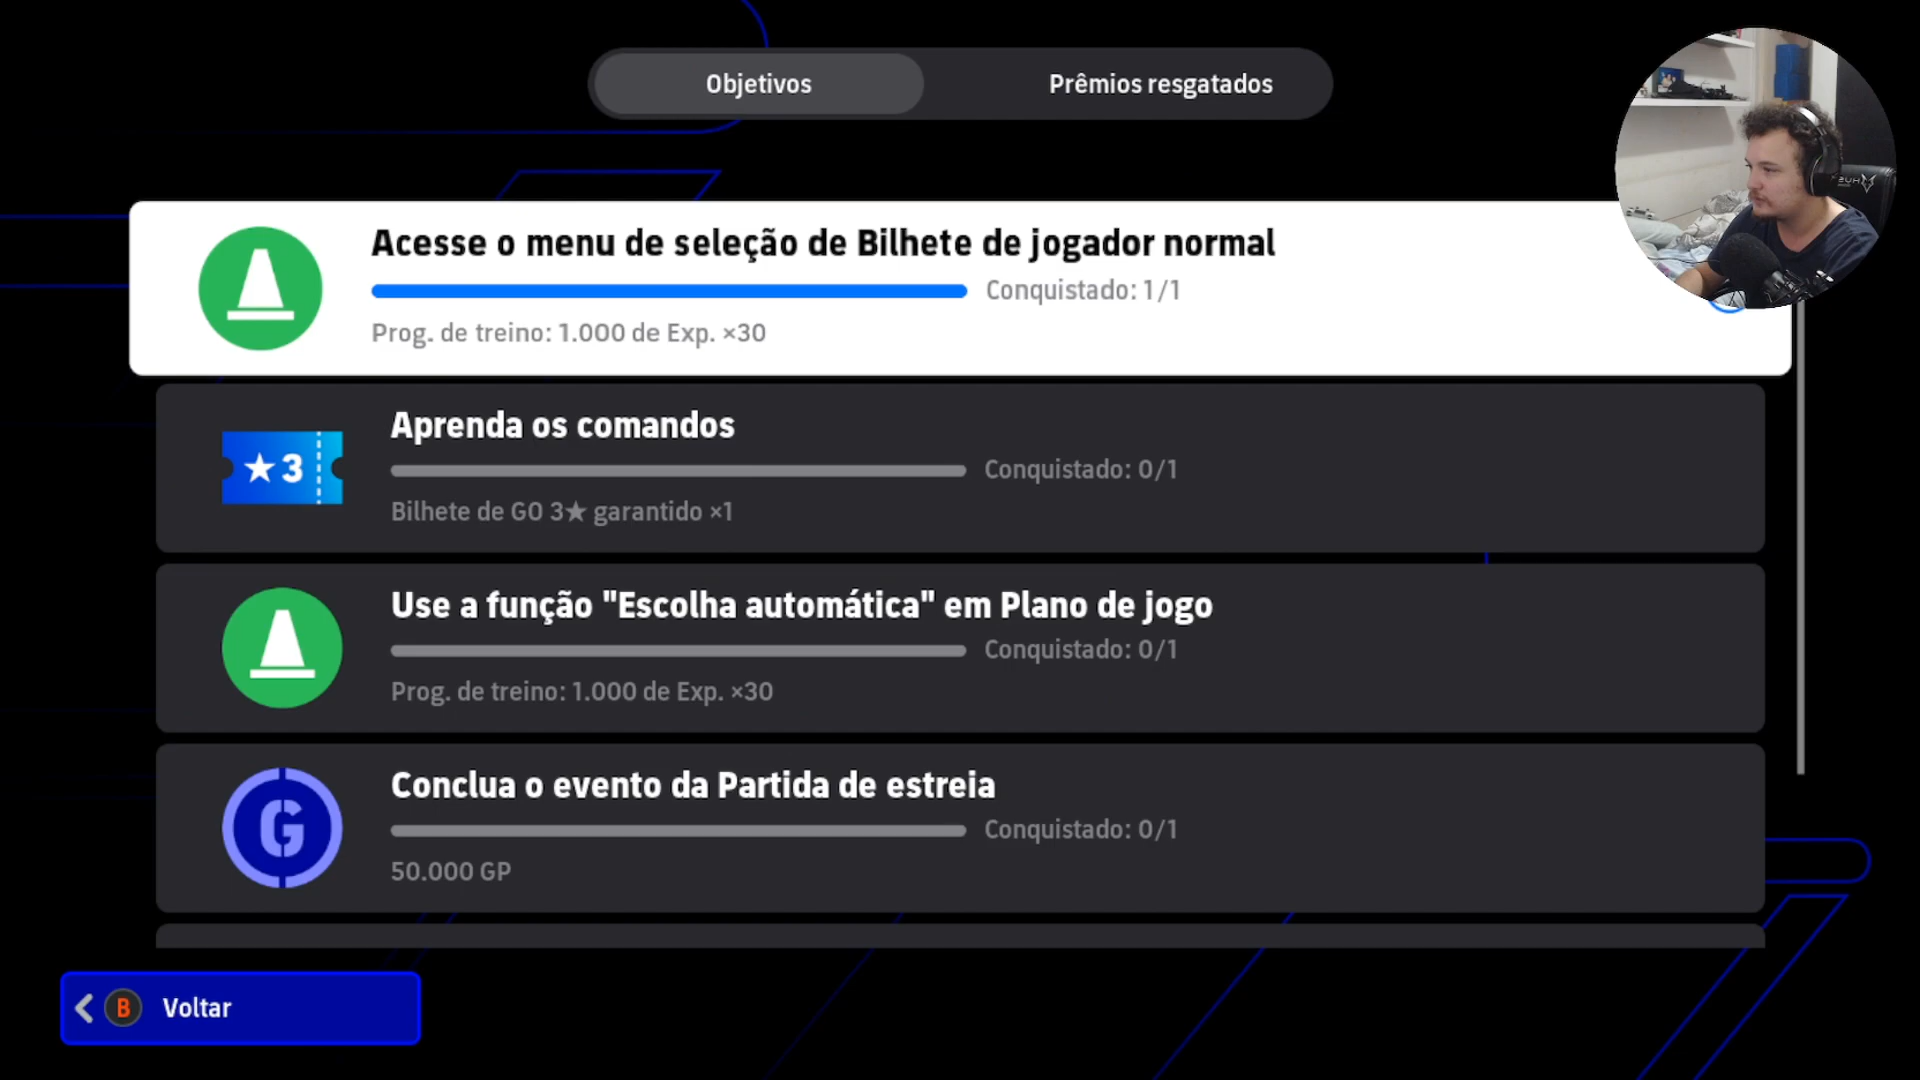 Objetivos
Prêmios resgatados
Acesse o menu de seleção de Bilhete de jogador normal
Conquistado: 1/1
Prog. de treino: 1.000 de Exp. ×30
★3
Aprenda os comandos
Conquistado: 0/1
Bilhete de GO 3★ garantido ×1
Use a função "Escolha automática" em Plano de jogo
Conquistado: 0/1
Prog. de treino: 1.000 de Exp. ×30
G
Conclua o evento da Partida de estreia
Conquistado: 0/1
50.000 GP
B Voltar